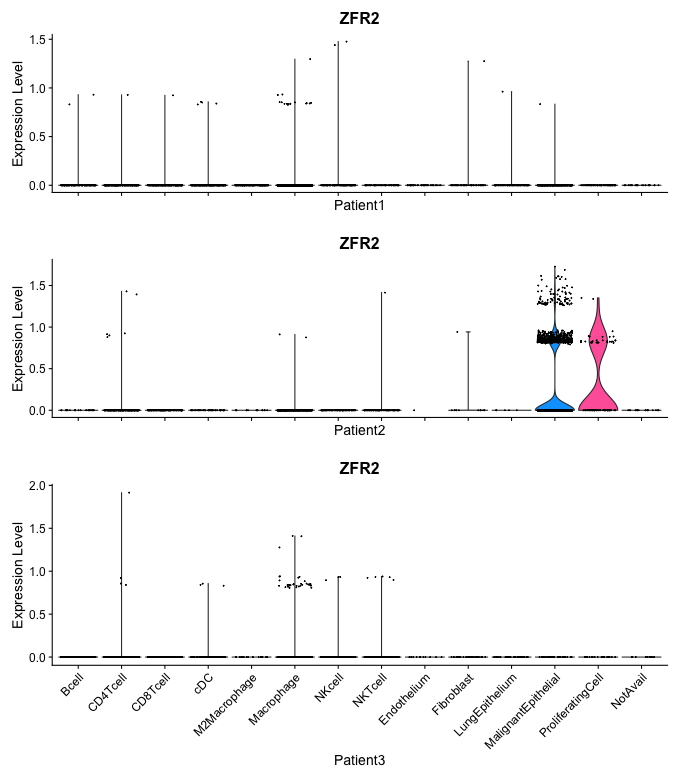 ZFR2
Expression Level
1.5
1.0
0.5
0.0
Patient1
ZFR2
Expression Level
1.5
1.0
0.5
0.0
Patient2
ZFR2
Expression Level
2.0
1.5
1.0
0.5
0.0
Bcell
CD4Tcell
CD8Tcell
cDC
M2Macrophage
Macrophage
NKcell
NKTcell
Endothelium
Fibroblast
LungEpithelium
MalignantEpithelial
ProliferatingCell
NotAvail
Patient3